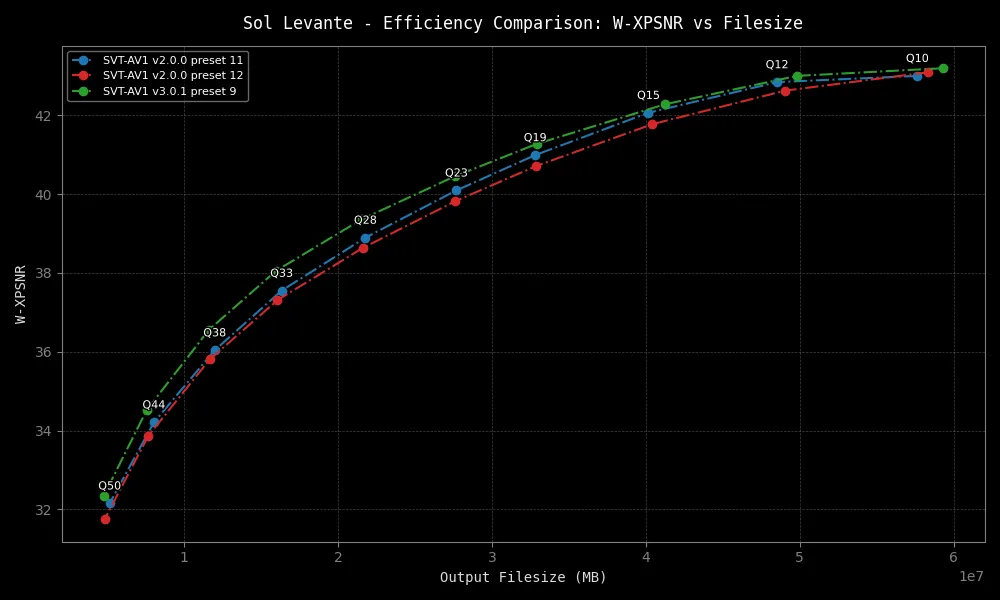 Sol Levante - Efficiency Comparison: W-XPSNR vs Filesize
SVT-AV1 v2.0.0 preset 11
SVT-AV1 v2.0.0 preset 12
SVT-AV1 v3.0.1 preset 9
Q10
Q12
Q15
Q19
Q23
Q28
Q33
Q38
Q44
Q50
42
40
38
36
34
32
W-XPSNR
1 2 3 4 5 6
1e7
Output Filesize (MB)